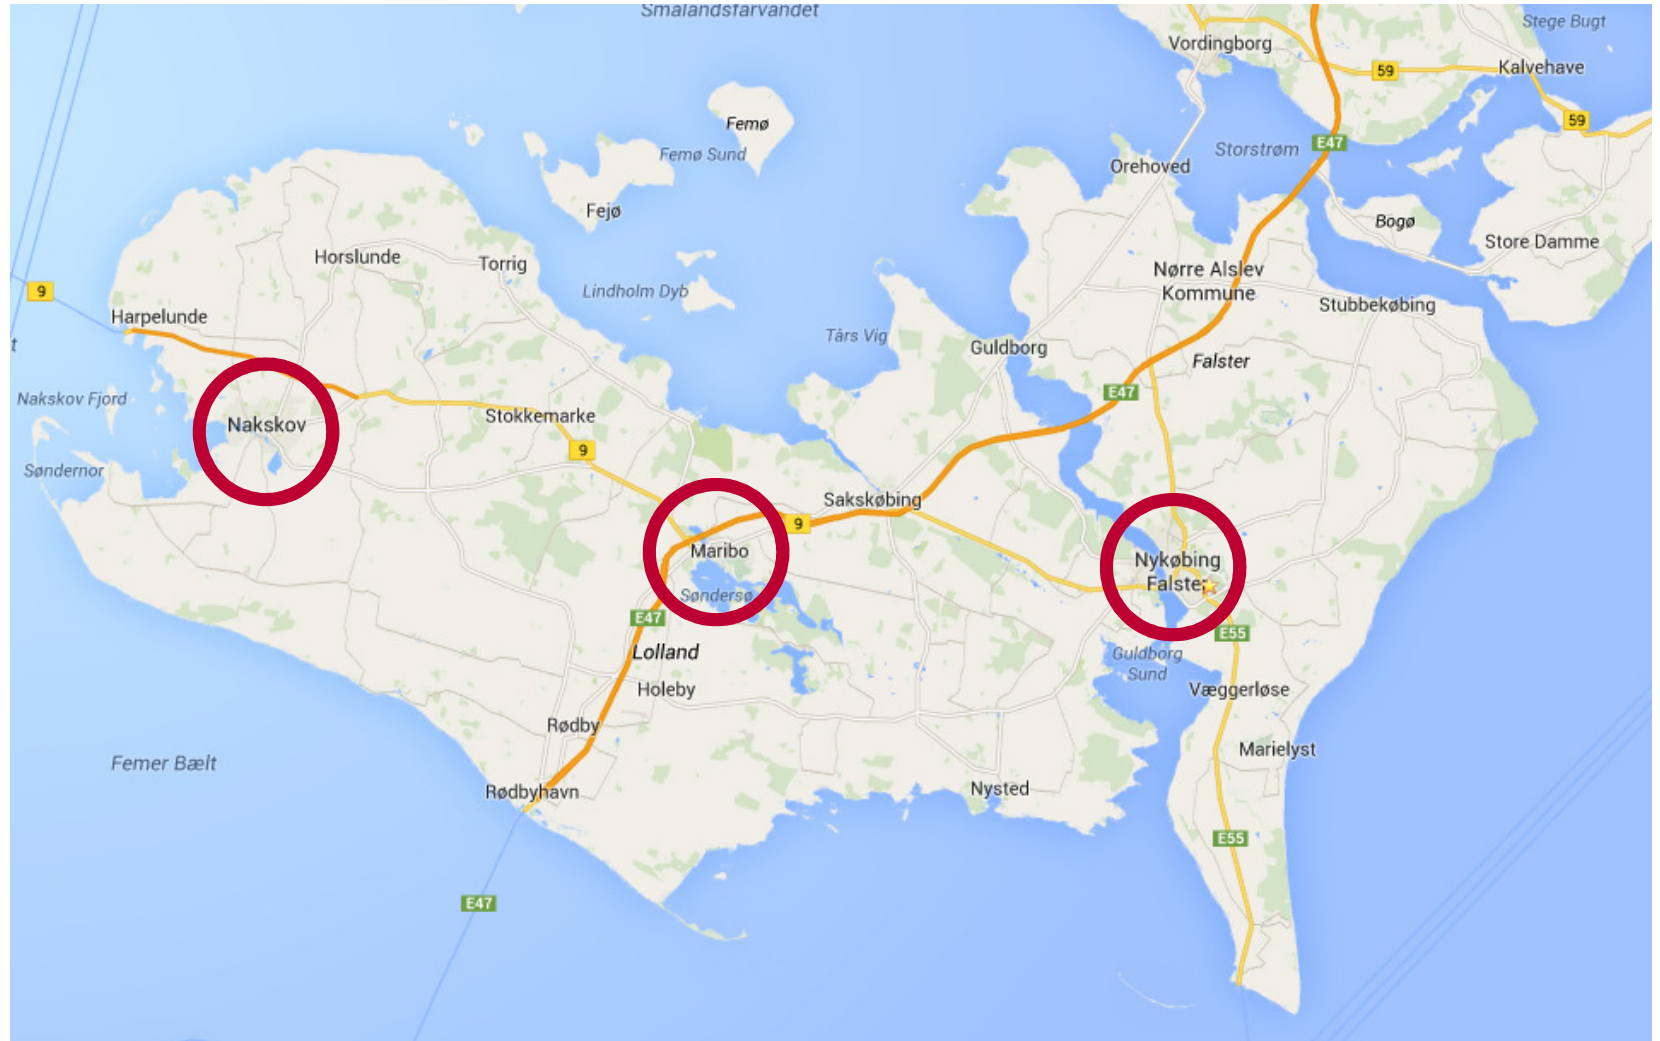 Smålandsfarvandet
Stege Bugt
Vordingborg
Kalvehave
59
59
Femø
Femø Sund
Storstrøm
E47
Orehoved
Fejø
Bogø
Store Damme
Horslunde
Torrig
Nørre Alslev
Kommune
Lindholm Dyb
9
Stubbekøbing
Harpelunde
Tårs Vig
t
Guldborg
Falster
Nakskov Fjord
E47
Stokkemarke
Nakskov
9
Søndernor
Sakskøbing
9
Maribo
Nykøbing
Falster
Søndersø
E47
E55
Lolland
Guldborg
Sund
Holeby
Væggerløse
Rødby
Marielyst
Femer Bælt
Rødbyhavn
Nysted
E55
E47